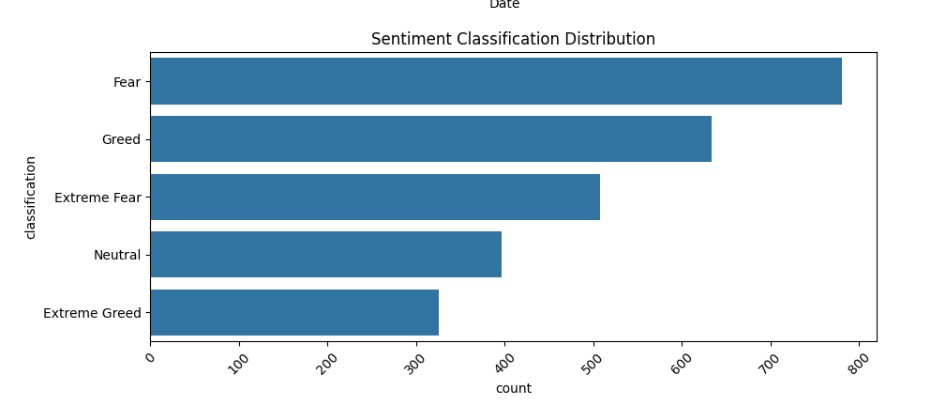 Date
Sentiment Classification Distribution
classification
Fear
Greed
Extreme Fear
Neutral
Extreme Greed
0 100 200 300 400 500 600 700 800
count